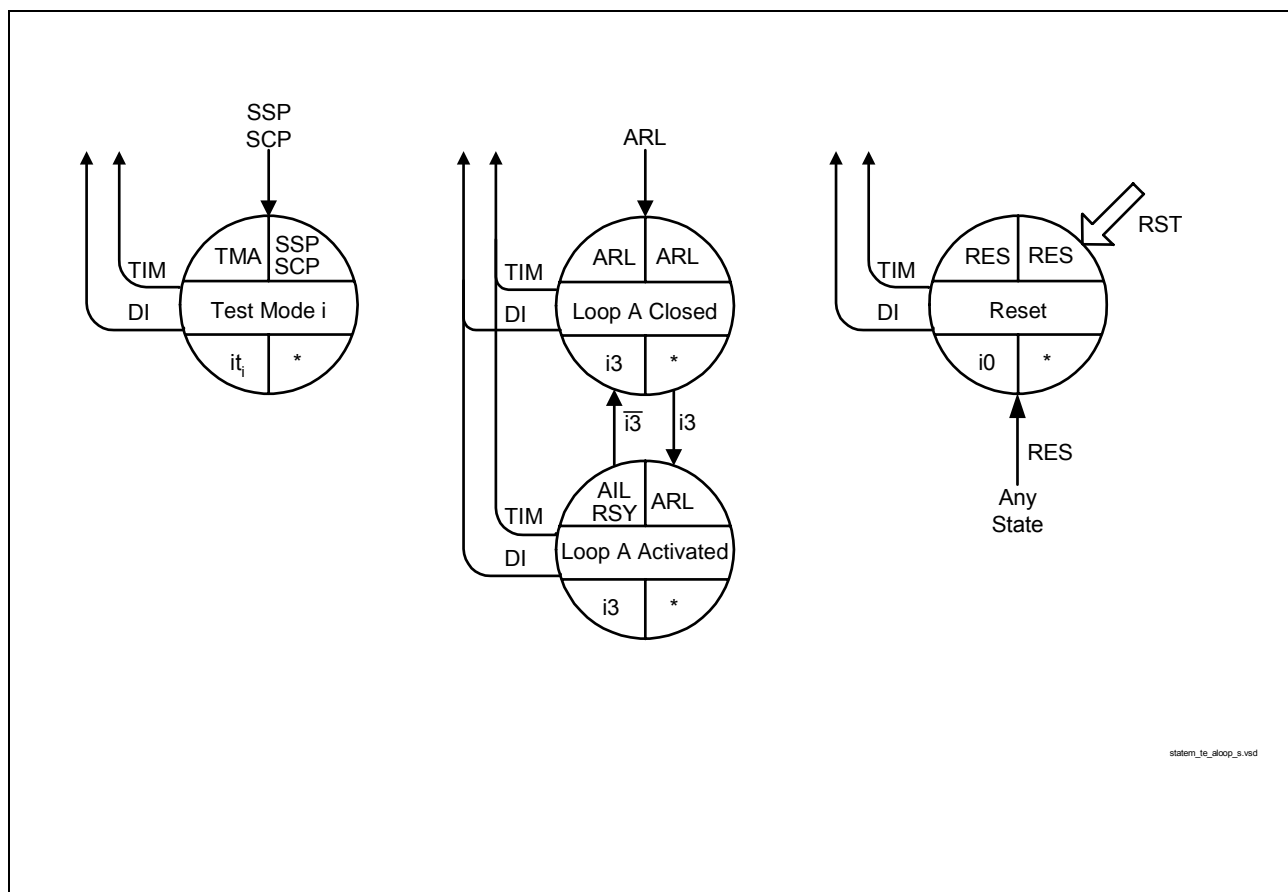 SSP
SCP
TMA
SSP
SCP
TIM
DI
Test Mode i
iti
*
ARL
ARL
ARL
TIM
DI
Loop A Closed
i3
*
i3̅
i3
AIL
RSY
ARL
TIM
DI
Loop A Activated
i3
*
RST
RES
RES
TIM
DI
Reset
i0
*
RES
Any
State
statem_te_aloop_s.vsd